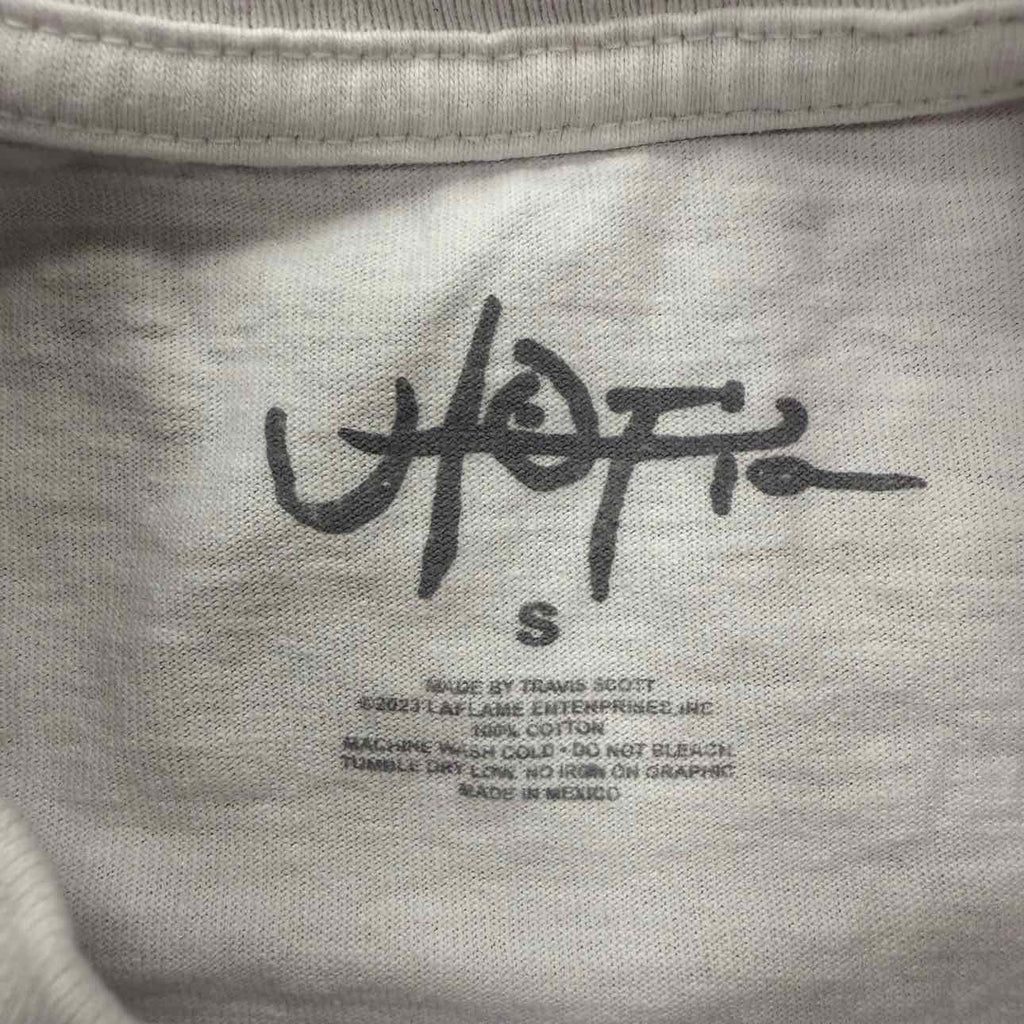 UTOPIA
S
MADE BY TRAVIS SCOTT
©2023 LAFLAME ENTERPRISES, INC
100% COTTON
MACHINE WASH COLD • DO NOT BLEACH
TUMBLE DRY LOW, NO IRON ON GRAPHIC
MADE IN MEXICO